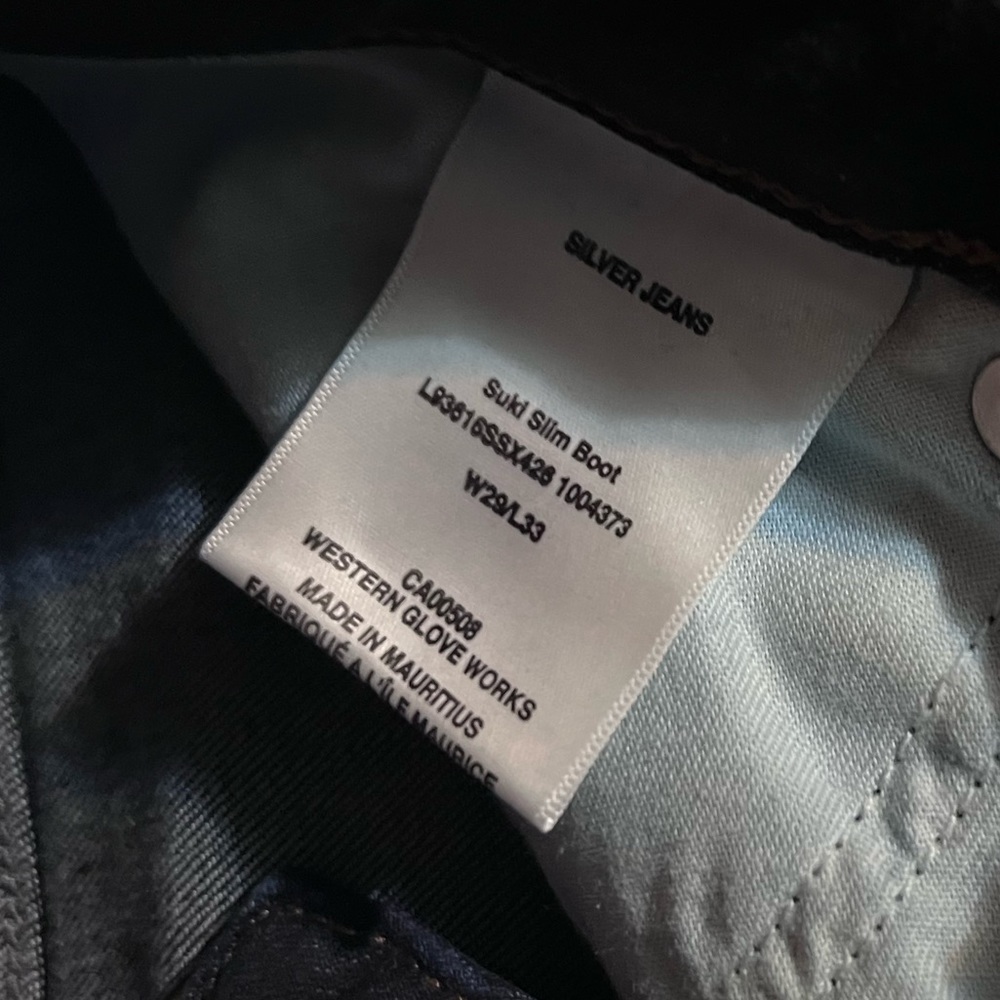 SILVER JEANS
Suki Slim Boot
L93616SSX426 1004373
W29/L33
CA00508
WESTERN GLOVE WORKS
MADE IN MAURITIUS
FABRIQUÉ À L'ÎLE MAURICE